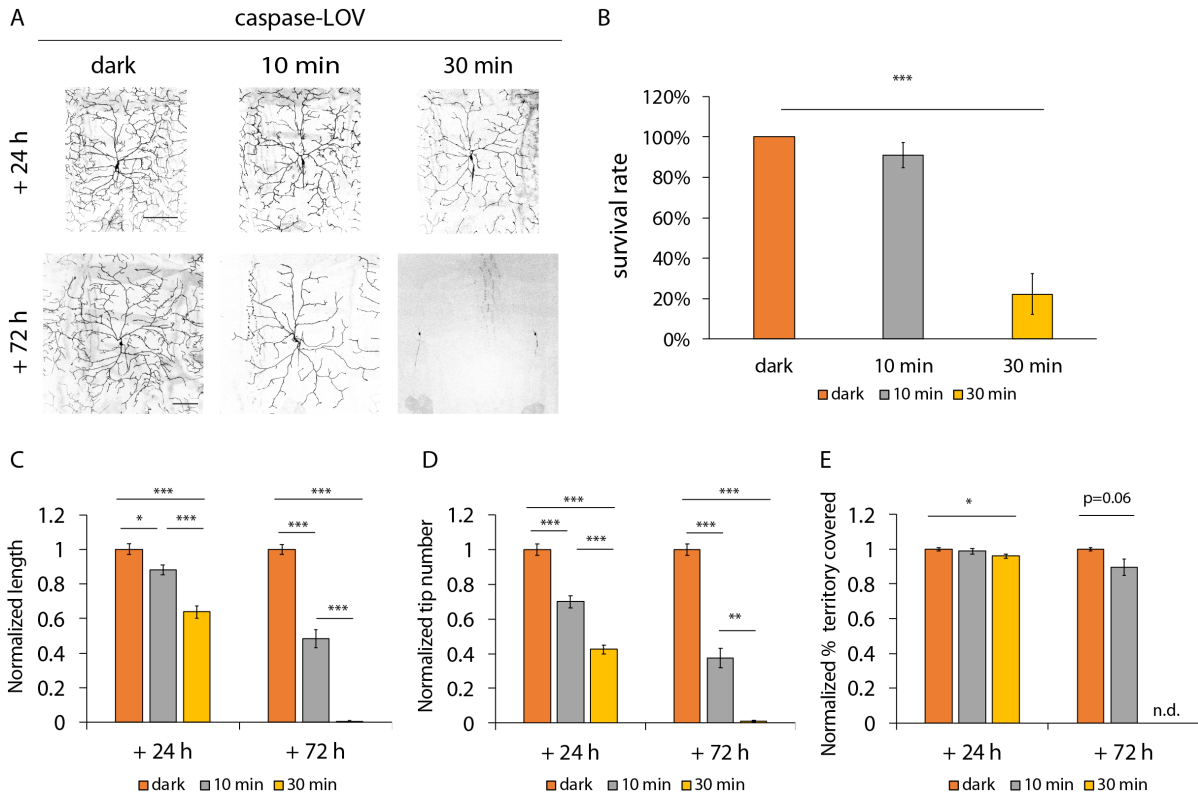 A
caspase-LOV
dark 10 min 30 min
+ 24 h
+ 72 h
B
***
120%
100%
80%
60%
40%
20%
0%
survival rate
dark 10 min 30 min
dark 10 min 30 min
C
***
* ***
***
***
***
1.2
1
0.8
0.6
0.4
0.2
0
Normalized length
+ 24 h + 72 h
dark 10 min 30 min
D
***
***
***
***
***
**
1.2
1
0.8
0.6
0.4
0.2
0
Normalized tip number
+ 24 h + 72 h
dark 10 min 30 min
E
*
p=0.06
1.2
1
0.8
0.6
0.4
0.2
0
Normalized % territory covered
n.d.
+ 24 h + 72 h
dark 10 min 30 min